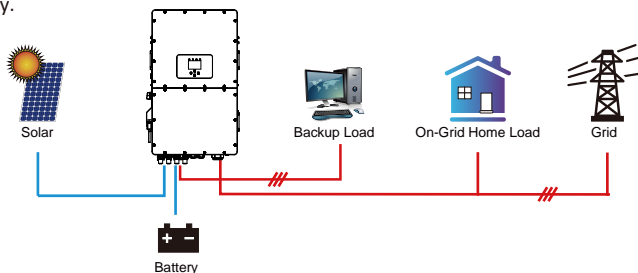 y.
Solar
Backup Load
On-Grid Home Load
Grid
Battery